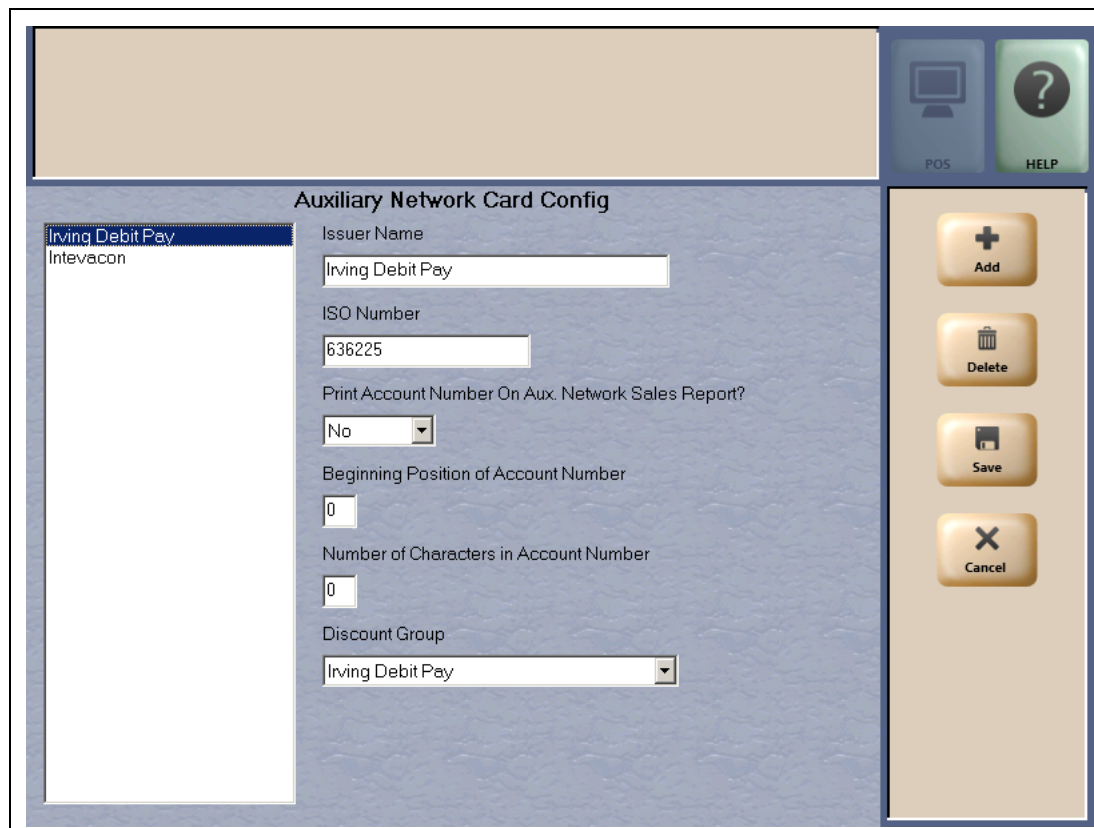 POS
HELP
Auxiliary Network Card Config
Irving Debit Pay
Intevacon
Issuer Name
Irving Debit Pay
ISO Number
636225
Print Account Number On Aux. Network Sales Report?
No
Beginning Position of Account Number
0
Number of Characters in Account Number
0
Discount Group
Irving Debit Pay
Add
Delete
Save
Cancel